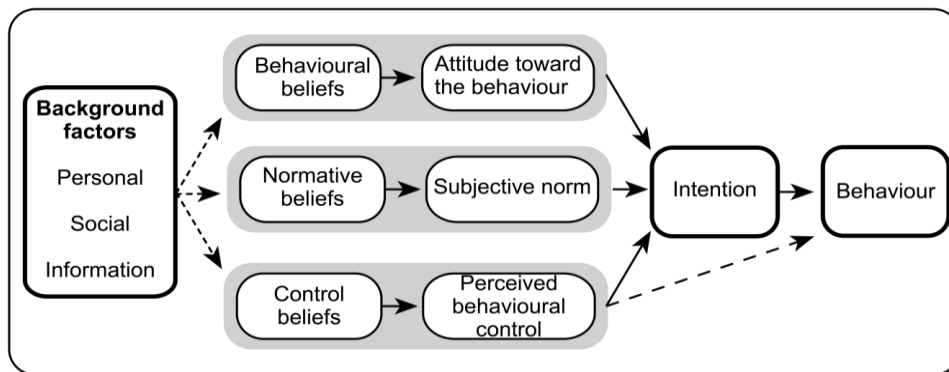 Background
factors
Personal
Social
Information
Behavioural
beliefs
Attitude toward
the behaviour
Normative
beliefs
Subjective norm
Control
beliefs
Perceived
behavioural
control
Intention
Behaviour